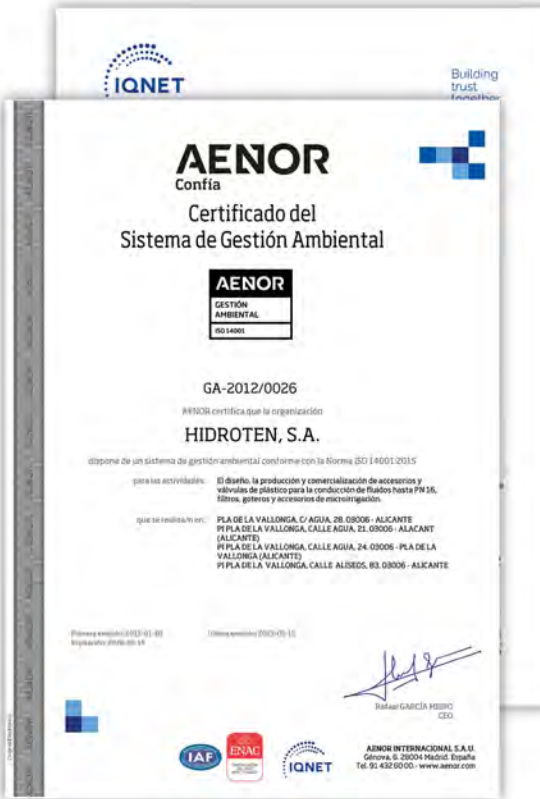 IQNET
Building
trust
together
AENOR
Confía
Certificado del
Sistema de Gestión Ambiental
AENOR
GESTIÓN
AMBIENTAL
ISO 14001
GA-2012/0026
AENOR certifica que la organización
HIDROTEN, S.A.
dispone de un sistema de gestión ambiental conforme con la Norma ISO 14001:2015
para las actividades: El diseño, la producción y comercialización de accesorios y
válvulas de plástico para la conducción de fluidos hasta PN 16,
filtros, goteros y accesorios de microirrigación.
que se realiza/n en: PLA DE LA VALLONGA, C/ AGUA, 28. 03006 - ALICANTE
PI PLA DE LA VALLONGA, CALLE AGUA, 21. 03006 - ALACANT
(ALICANTE)
PI PLA DE LA VALLONGA, CALLE AGUA, 24. 03006 - PLA DE LA
VALLONGA (ALICANTE)
PI PLA DE LA VALLONGA, CALLE ALISEOS, 83. 03006 - ALICANTE
Primera emisión:
Última emisión:
Expiración:
Rafael GARCÍA MEIRO
CEO
IAF
ENAC
IQNET
AENOR INTERNACIONAL S.A.U.
Génova, 6. 28004 Madrid. España
Tel. 91 432 60 00.- www.aenor.com